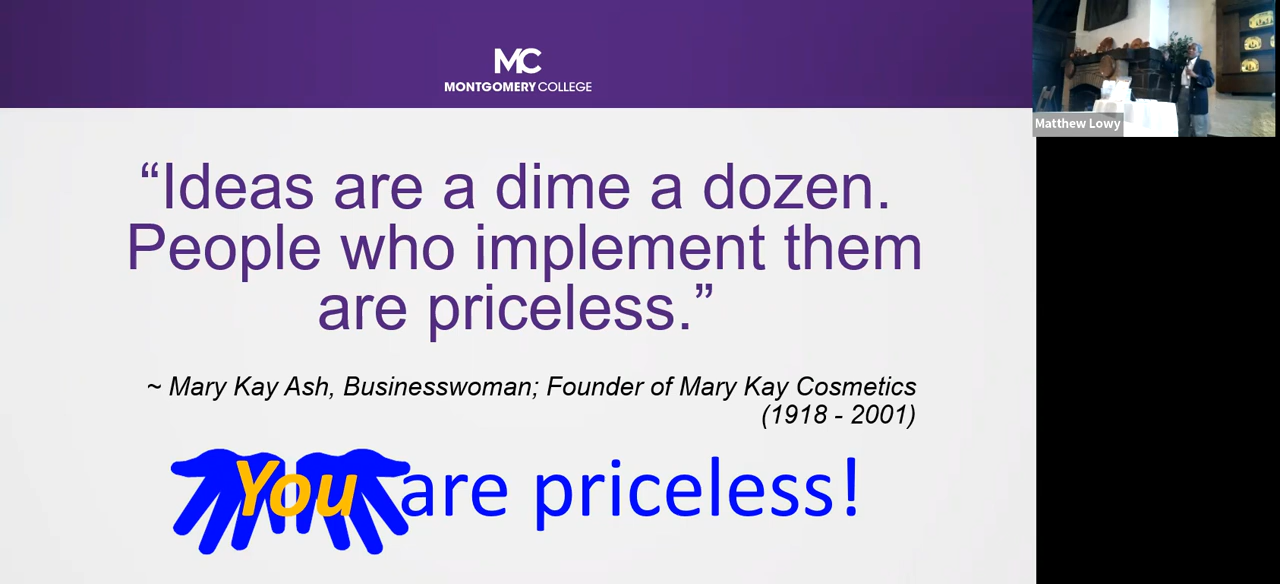 MC
MONTGOMERY COLLEGE
Matthew Lowy
“Ideas are a dime a dozen.
People who implement them
are priceless.”
~ Mary Kay Ash, Businesswoman; Founder of Mary Kay Cosmetics
(1918 - 2001)
You are priceless!